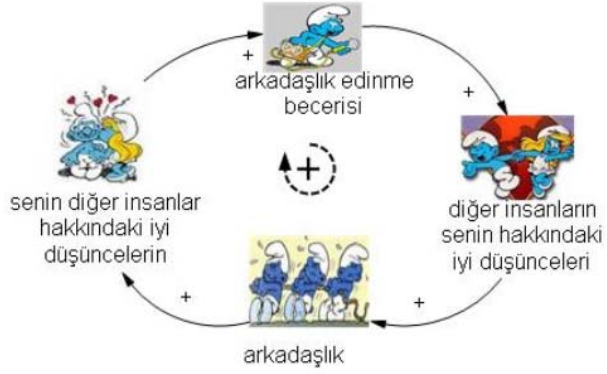 +
arkadaşlık edinme
becerisi
+
diğer insanların
senin hakkındaki
iyi düşünceleri
+
arkadaşlık
+
senin diğer insanlar
hakkındaki iyi
düşüncelerin
+